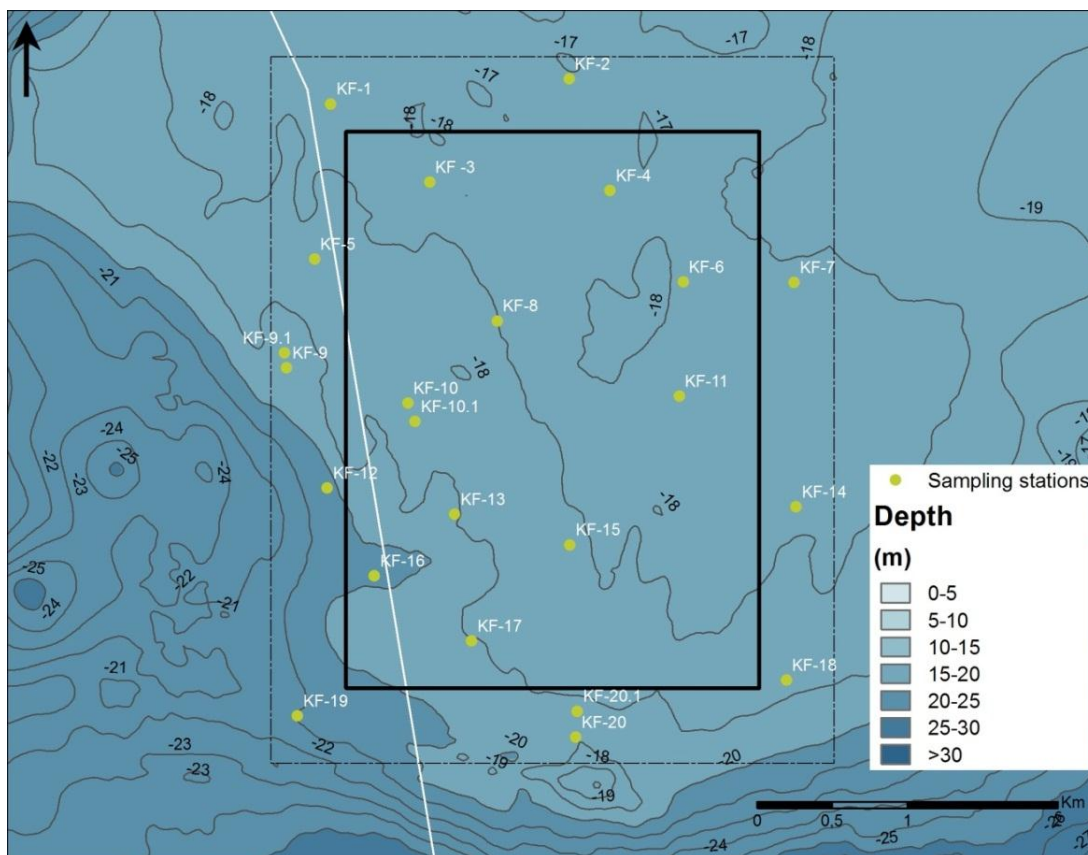 -17
-17
-18
KF-2
-17
KF-1
-18
-18
-18
-17
KF -3
KF-4
-19
KF-5
-21
KF-6
KF-7
-18
KF-8
KF-9.1
KF-9
-18
KF-10
KF-11
KF-10.1
-24
-25
-22
-23
-24
KF-12
KF-13
-18
KF-14
KF-15
Sampling stations
Depth
(m)
0-5
5-10
10-15
15-20
20-25
25-30
>30
KF-16
-25
-24
-22
-21
KF-17
-21
KF-18
KF-19
KF-20.1
KF-20
-22
-23
-23
-20
-19
-18
-19
-20
0
0,5
1
2
Km
-25
-24